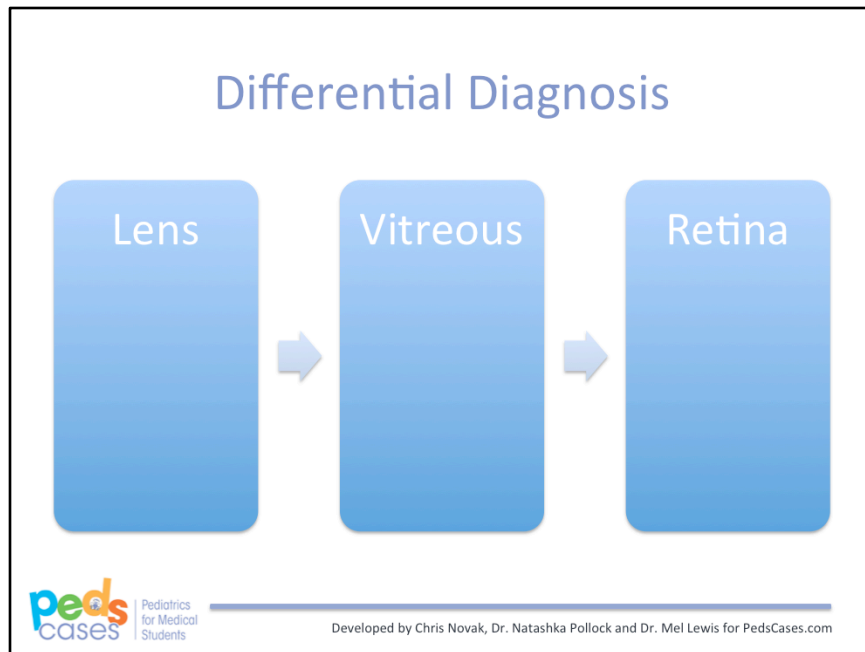 Differential Diagnosis
Lens
Vitreous
Retina
peds
cases
Pediatrics
for Medical
Students
Developed by Chris Novak, Dr. Natashka Pollock and Dr. Mel Lewis for PedsCases.com